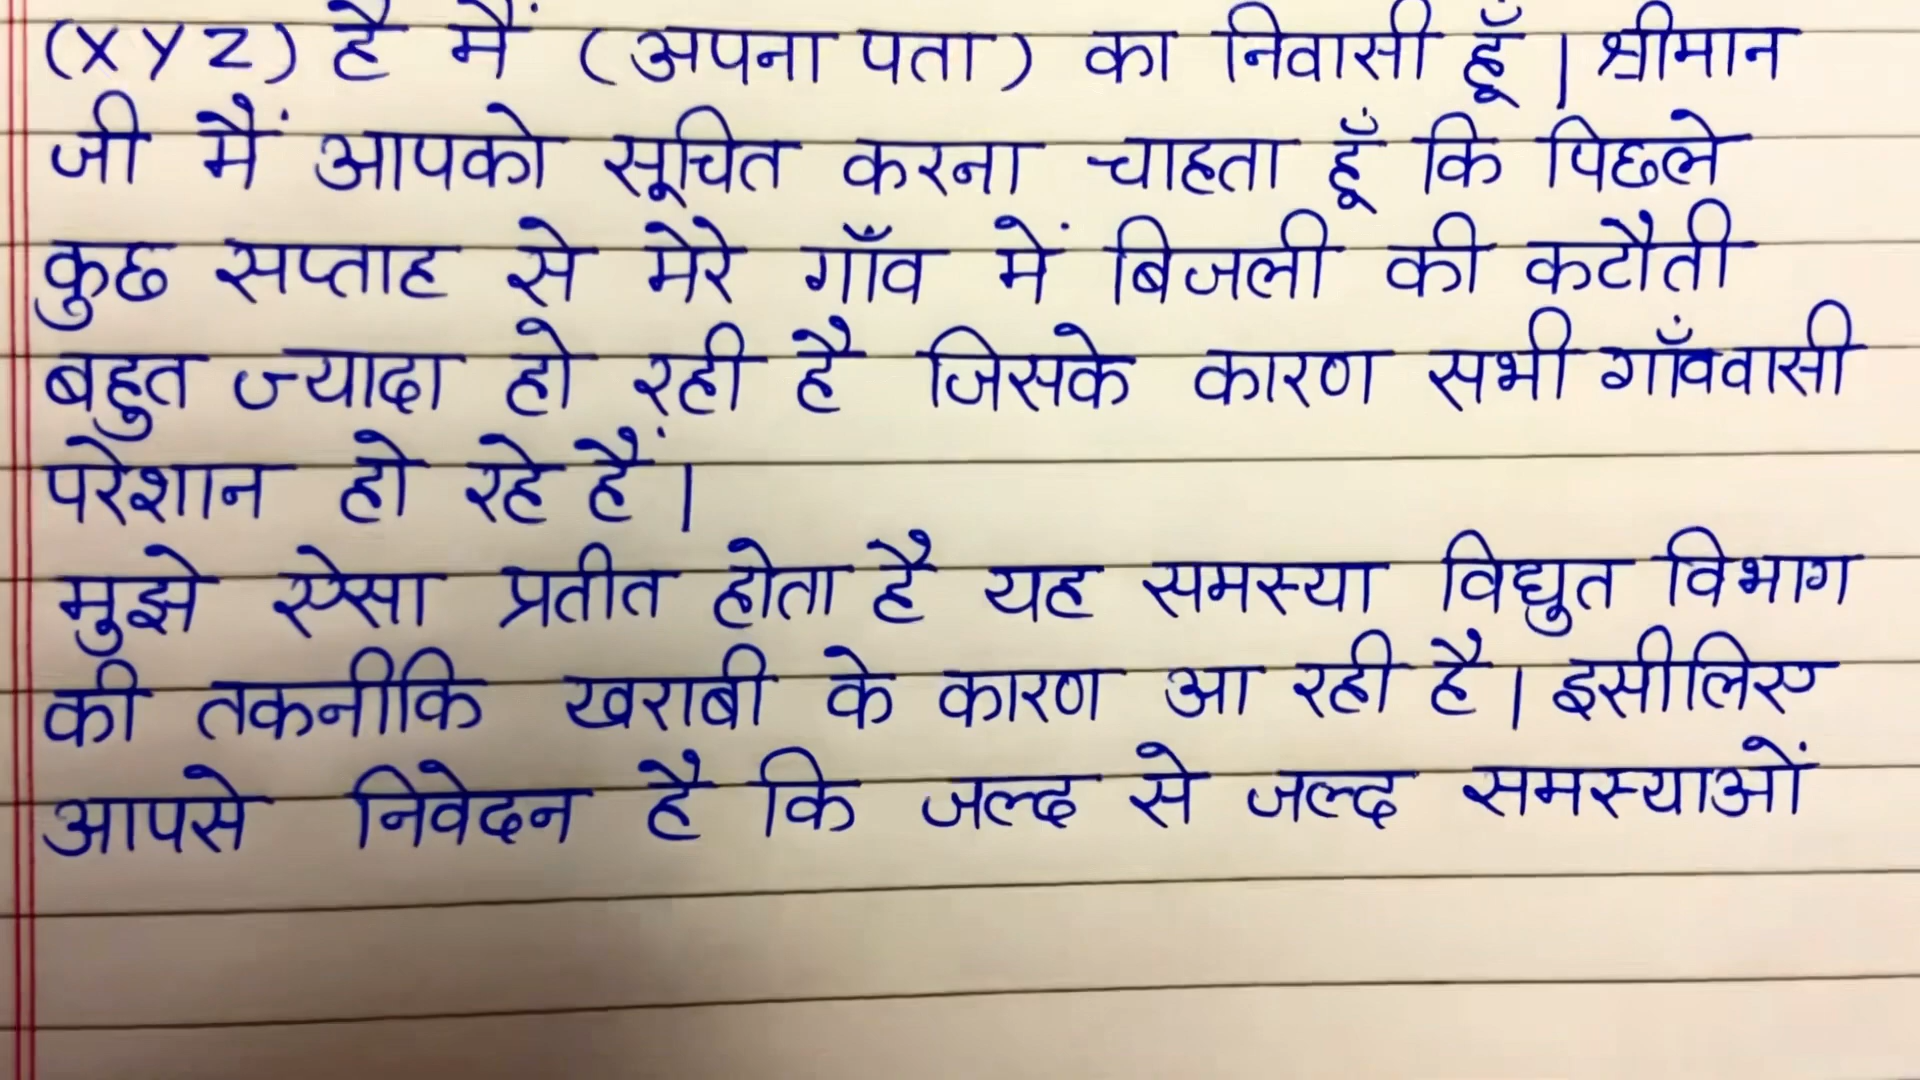 (XYZ) है मैं (अपना पता) का निवासी हूँ। श्रीमान
जी मैं आपको सूचित करना चाहता हूँ कि पिछले
कुछ सप्ताह से मेरे गाँव में बिजली की कटौती
बहुत ज्यादा हो रही है जिसके कारण सभी गाँववासी
परेशान हो रहे हैं।
मुझे ऐसा प्रतीत होता है यह समस्या विद्युत विभाग
की तकनीकि खराबी के कारण आ रही है। इसीलिए
आपसे निवेदन है कि जल्द से जल्द समस्याओं